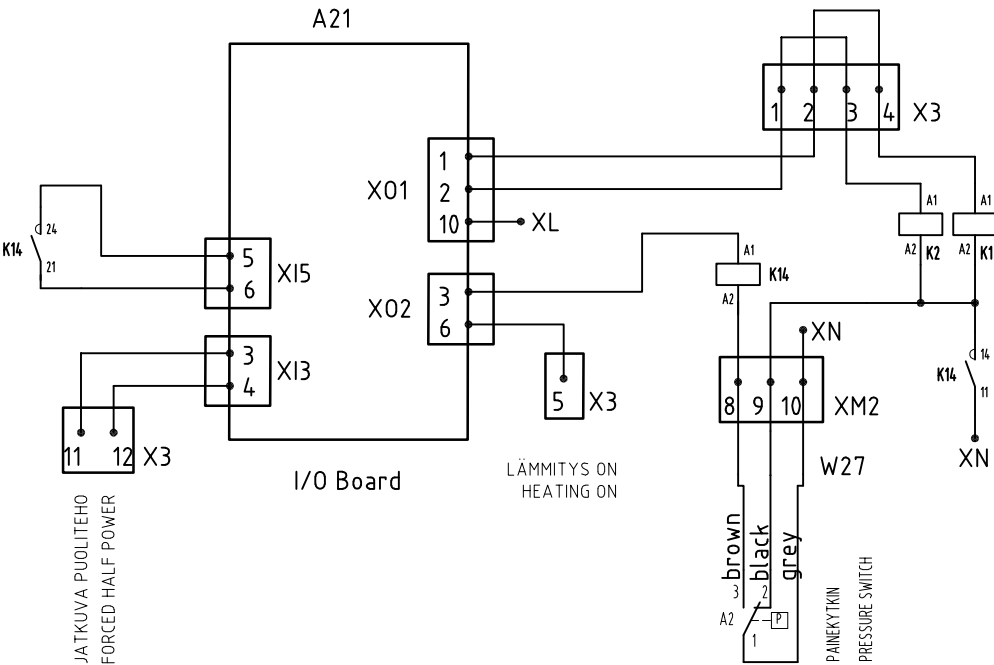 A21
1 2 3 4 X3
1
XO1 2
10 XL
A1 A1
K14 24
21
5
XI5
6
A2 K2 A2 K1
A1
K14
A2
3
XO2
6
XN
3
XI3
4
5 X3
8 9 10 XM2
14
K14
11
XN
11 12 X3
I/O Board
LÄMMITYS ON
HEATING ON
W27
JATKUVA PUOLITEHO
FORCED HALF POWER
brown
black
grey
3 2
A2 P
1
PAINEKYTKIN
PRESSURE SWITCH